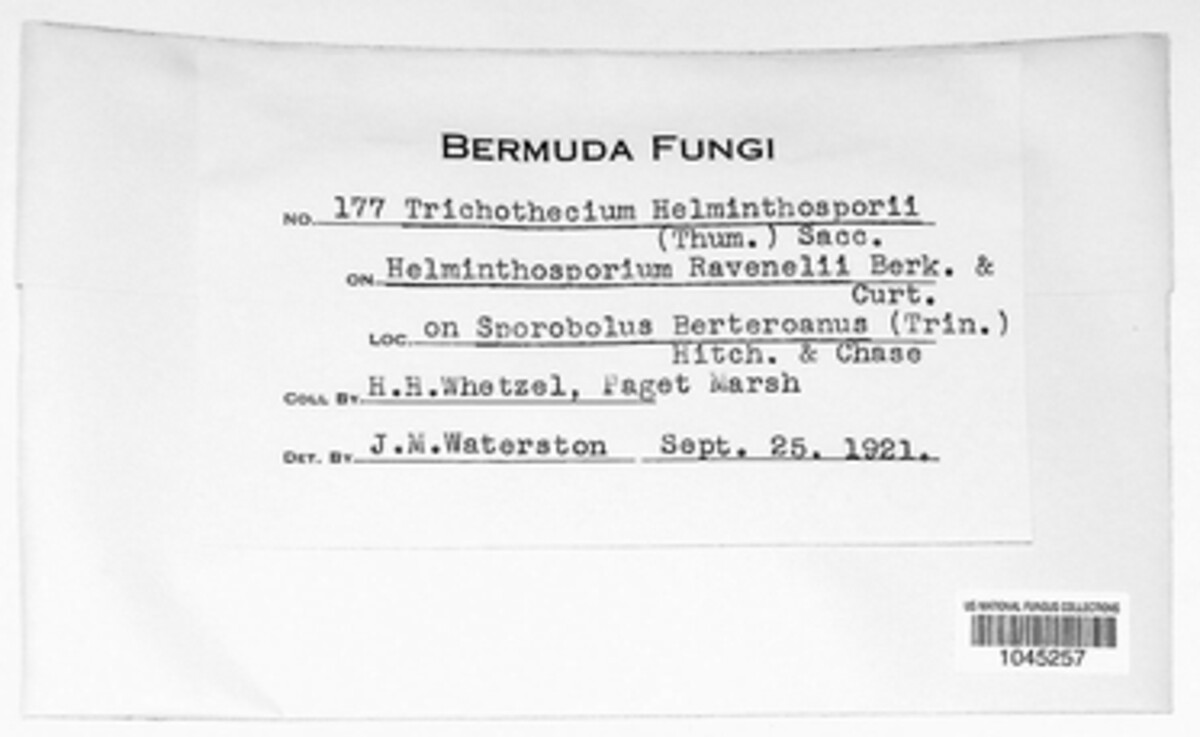 BERMUDA FUNGI
NO. 177 Trichothecium Helminthosporii
(Thum.) Sacc.
ON Helminthosporium Ravenelii Berk. &
Curt.
LOC. on Sporobolus Berteroanus (Trin.)
Hitch. & Chase
COLL. BY. H.H.Whetzel, Paget Marsh
DET. BY. J.M.Waterston Sept. 25. 1921.
US NATIONAL FUNGUS COLLECTIONS
1045257